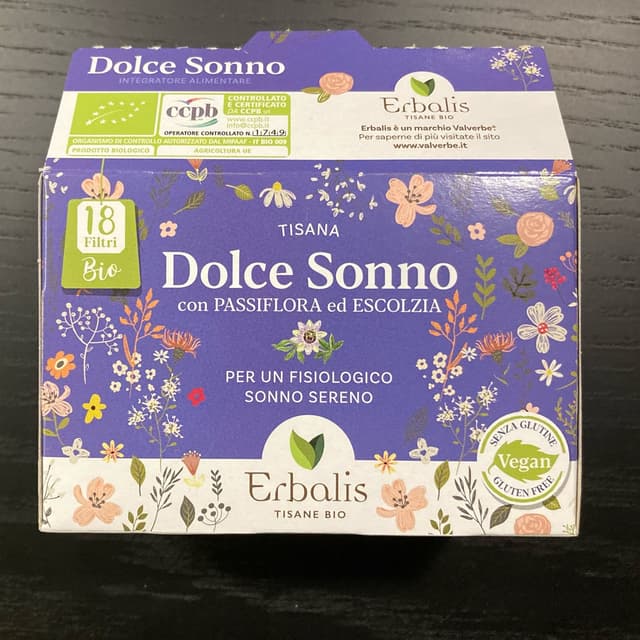 Dolce Sonno
INTEGRATORE ALIMENTARE
ccpb
CONTROLLATO
E CERTIFICATO
DA CCPB srl
www.ccpb.it
info@ccpb.it
OPERATORE CONTROLLATO N. 1749
ORGANISMO DI CONTROLLO AUTORIZZATO DAL MIPAAF - IT BIO 009
PRODOTTO BIOLOGICO AGRICOLTURA UE
Erbalis
TISANE BIO
Erbalis è un marchio Valverbe®.
Per saperne di più visitate il sito
www.valverbe.it
18
Filtri
Bio
TISANA
Dolce Sonno
con PASSIFLORA ed ESCOLZIA
PER UN FISIOLOGICO
SONNO SERENO
Erbalis
TISANE BIO
SENZA GLUTINE
Vegan
GLUTEN FREE